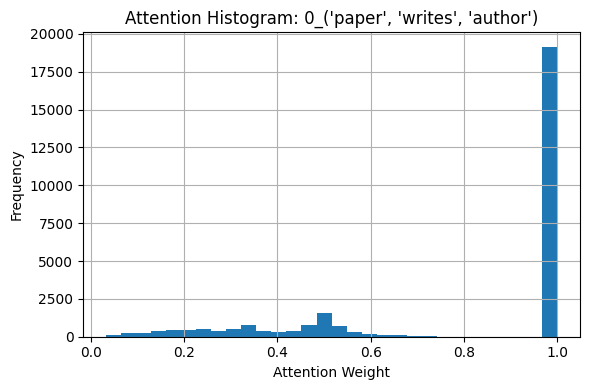 Attention Histogram: 0_('paper', 'writes', 'author')
20000
17500
15000
12500
10000
7500
5000
2500
0
Frequency
0.0 0.2 0.4 0.6 0.8 1.0
Attention Weight